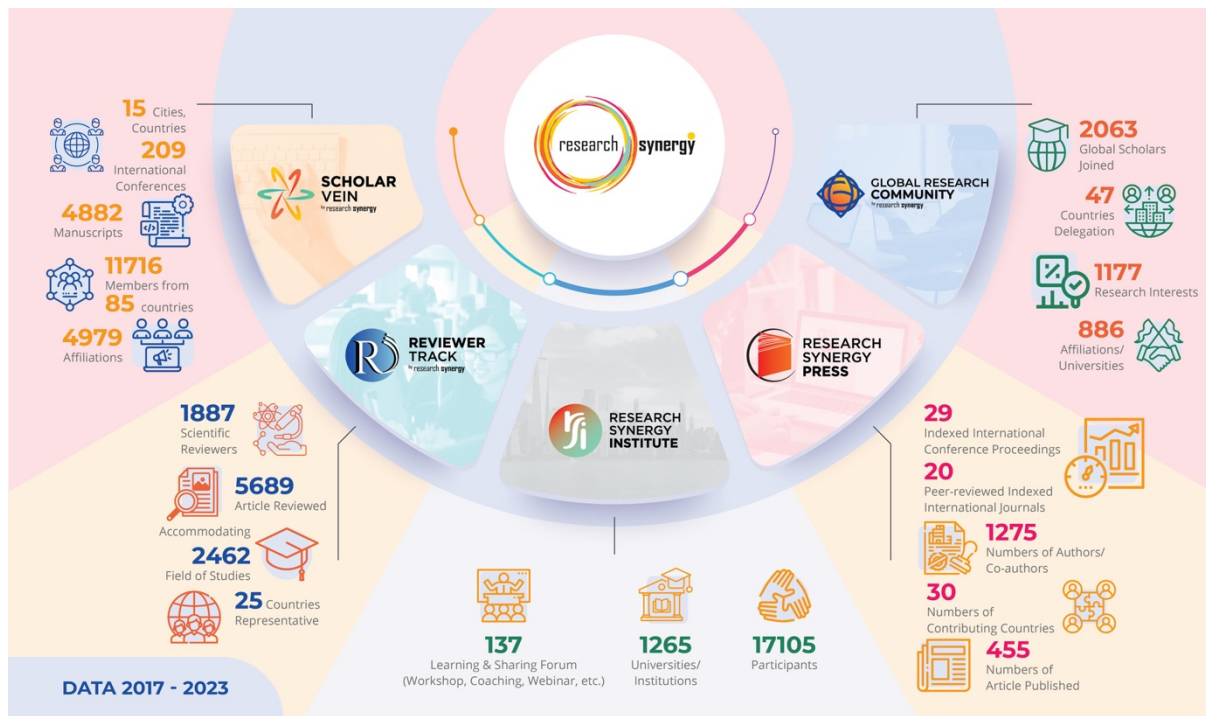 research synergy
15 Cities,
Countries
209
International
Conferences
4882
Manuscripts
11716
Members from
85 countries
4979
Affiliations
SCHOLAR
VEIN
by research synergy
REVIEWER
TRACK
by research synergy
RESEARCH
SYNERGY
INSTITUTE
RESEARCH
SYNERGY
PRESS
GLOBAL RESEARCH
COMMUNITY
by research synergy
2063
Global Scholars
Joined
47
Countries
Delegation
1177
Research Interests
886
Affiliations/
Universities
1887
Scientific
Reviewers
5689
Article Reviewed
Accommodating
2462
Field of Studies
25 Countries
Representative
137
Learning & Sharing Forum
(Workshop, Coaching, Webinar, etc.)
1265
Universities/
Institutions
17105
Participants
29
Indexed International
Conference Proceedings
20
Peer-reviewed Indexed
International Journals
1275
Numbers of Authors/
Co-authors
30
Numbers of
Contributing Countries
455
Numbers of
Article Published
DATA 2017 - 2023